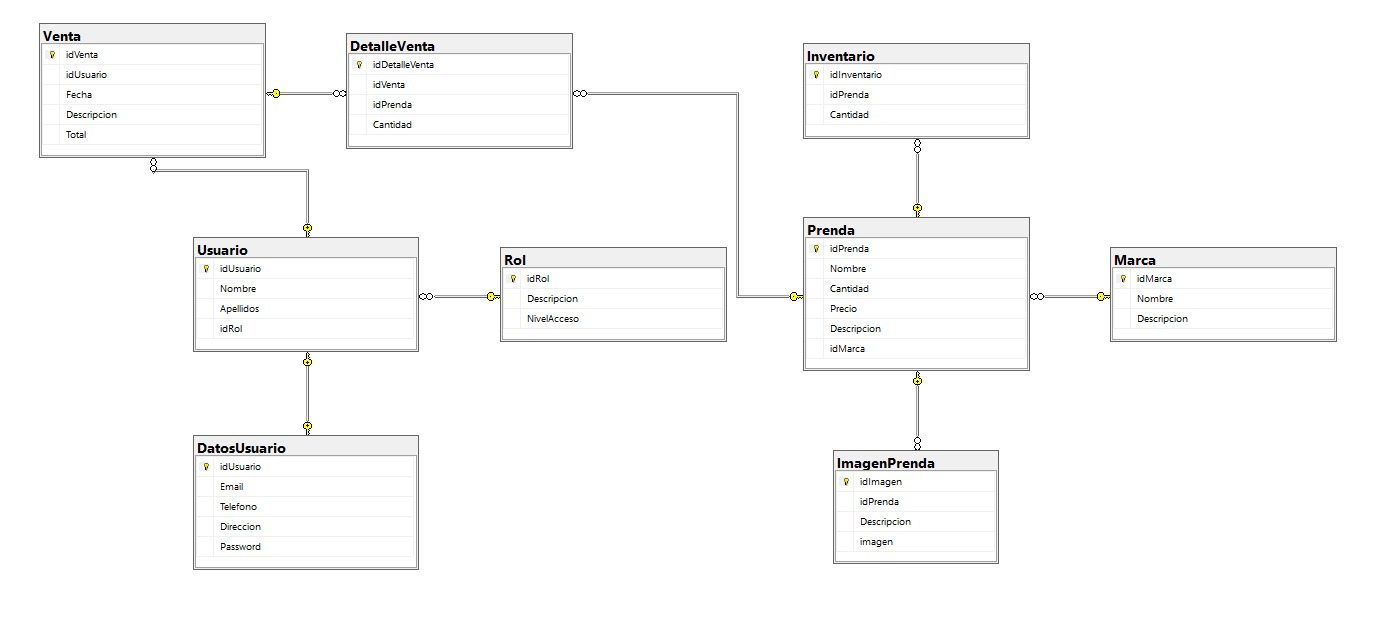 Venta
idVenta
idUsuario
Fecha
Descripcion
Total
DetalleVenta
idDetalleVenta
idVenta
idPrenda
Cantidad
Inventario
idInventario
idPrenda
Cantidad
Usuario
idUsuario
Nombre
Apellidos
idRol
Rol
idRol
Descripcion
NivelAcceso
Prenda
idPrenda
Nombre
Cantidad
Precio
Descripcion
idMarca
Marca
idMarca
Nombre
Descripcion
DatosUsuario
idUsuario
Email
Telefono
Direccion
Password
ImagenPrenda
idImagen
idPrenda
Descripcion
imagen